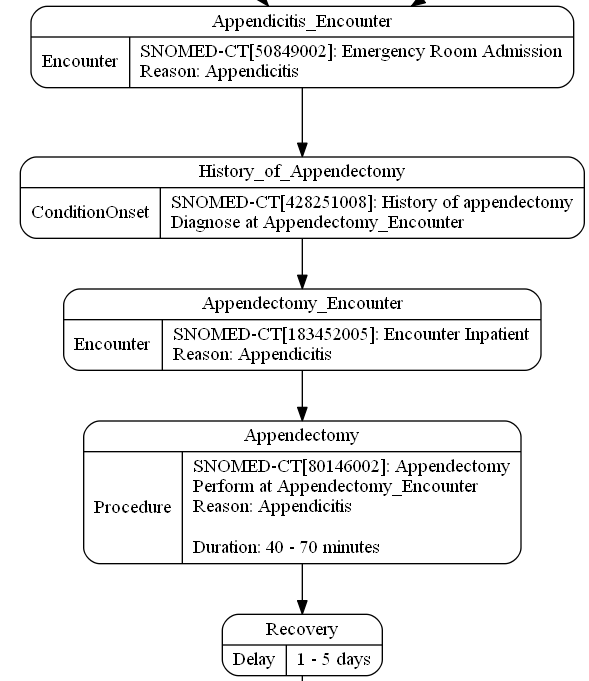 Appendicitis_Encounter
Encounter
SNOMED-CT[50849002]: Emergency Room Admission
Reason: Appendicitis
History_of_Appendectomy
ConditionOnset
SNOMED-CT[428251008]: History of appendectomy
Diagnose at Appendectomy_Encounter
Appendectomy_Encounter
Encounter
SNOMED-CT[183452005]: Encounter Inpatient
Reason: Appendicitis
Appendectomy
Procedure
SNOMED-CT[80146002]: Appendectomy
Perform at Appendectomy_Encounter
Reason: Appendicitis
Duration: 40 - 70 minutes
Recovery
Delay
1 - 5 days